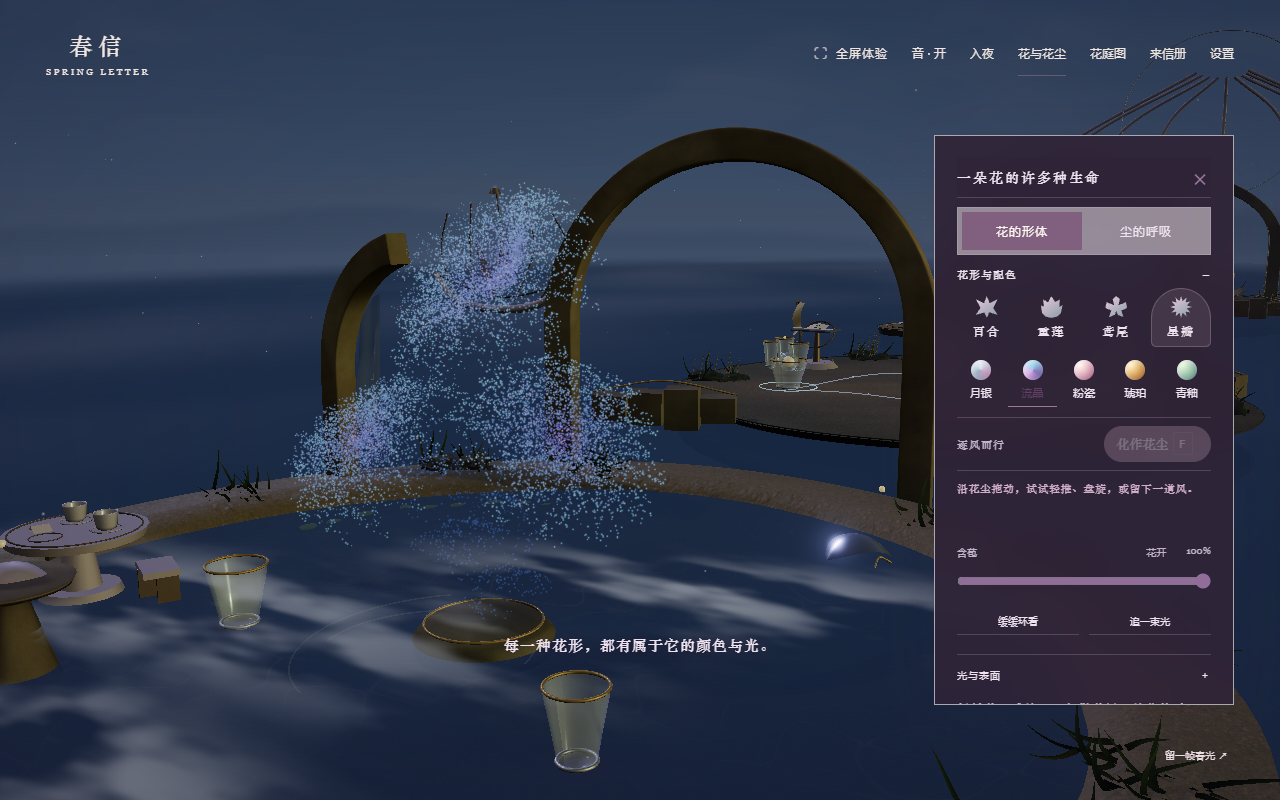 春信
SPRING LETTER
全屏体验
音·开
入夜
花与花尘
花庭图
来信册
设置
一朵花的许多种生命
花的形体
尘的呼吸
花形与配色
百合
重莲
鸢尾
星瓣
月银
流晶
粉瓷
琥珀
青釉
逐风而行
化作花尘 F
沿花尘拖动，试试轻推、盘旋，或留下一道风。
含苞
花开
100%
缓缓环看
追一束光
光与表面
每一种花形，都有属于它的颜色与光。
留一帧春光 ↗